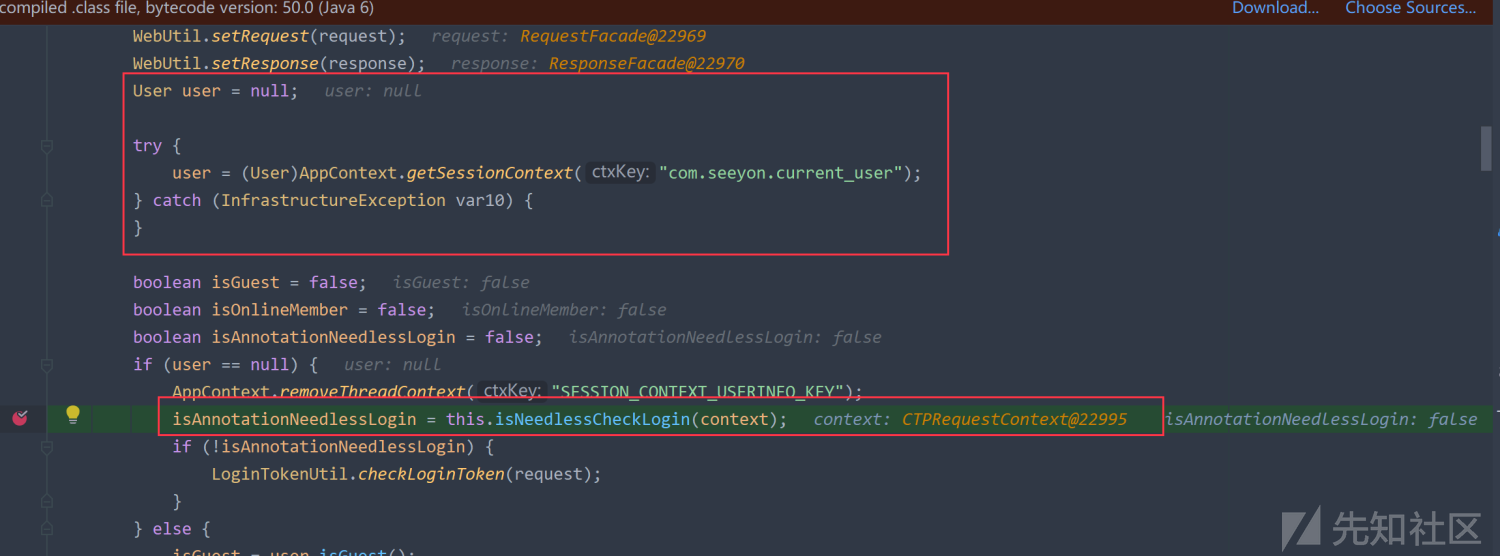 compiled .class file, bytecode version: 50.0 (Java 6) Download... Choose Sources...
WebUtil.setRequest(request); request: RequestFacade@22969
WebUtil.setResponse(response); response: ResponseFacade@22970
User user = null; user: null
try {
user = (User)AppContext.getSessionContext( ctxKey: "com.seeyon.current_user");
} catch (InfrastructureException var10) {
}
boolean isGuest = false; isGuest: false
boolean isOnlineMember = false; isOnlineMember: false
boolean isAnnotationNeedlessLogin = false; isAnnotationNeedlessLogin: false
if (user == null) { user: null
AppContext.removeThreadContext( ctxKey: "SESSION_CONTEXT_USERINFO_KEY");
isAnnotationNeedlessLogin = this.isNeedlessCheckLogin(context); context: CTPRequestContext@22995 isAnnotationNeedlessLogin: false
if (!isAnnotationNeedlessLogin) {
LoginTokenUtil.checkLoginToken(request);
}
} else {
isGuest = user.isGuest();
先知社区